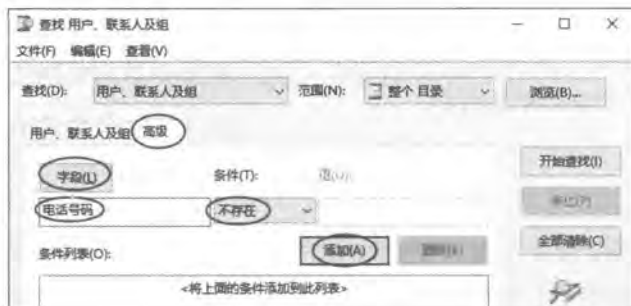 查找 用户、联系人及组
文件(F) 编辑(E) 查看(V)
查找(D): 用户、联系人及组 范围(N): 整个 目录 浏览(B)...
用户、联系人及组 高级
字段(L) 条件(T): 值(U): 开始查找(I)
电话号码 不存在
条件列表(O): 添加(A) 删除(R) 全部清除(C)
<将上面的条件添加到此列表>